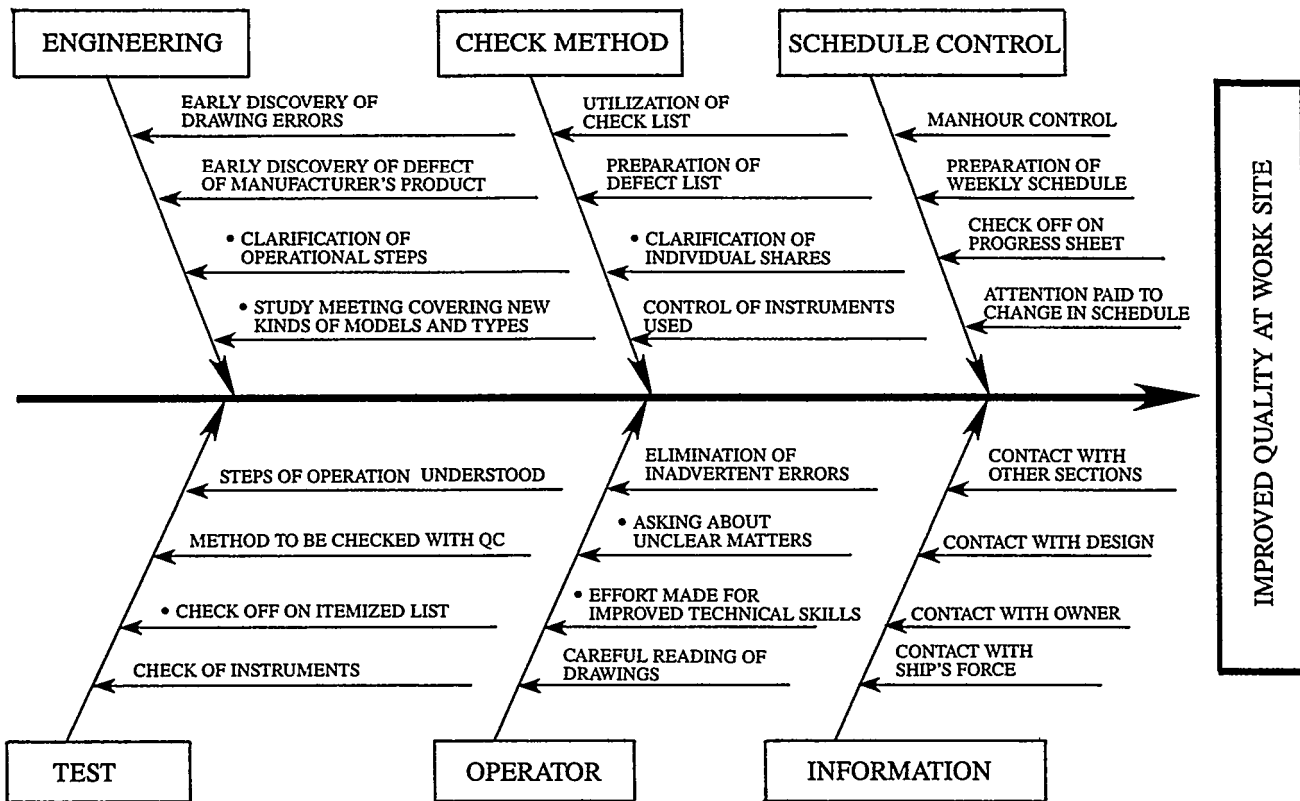 ENGINEERING
EARLY DISCOVERY OF
DRAWING ERRORS
EARLY DISCOVERY OF DEFECT
OF MANUFACTURER'S PRODUCT
• CLARIFICATION OF
OPERATIONAL STEPS
• STUDY MEETING COVERING NEW
KINDS OF MODELS AND TYPES
CHECK METHOD
UTILIZATION OF
CHECK LIST
PREPARATION OF
DEFECT LIST
• CLARIFICATION OF
INDIVIDUAL SHARES
CONTROL OF INSTRUMENTS
USED
SCHEDULE CONTROL
MANHOUR CONTROL
PREPARATION OF
WEEKLY SCHEDULE
CHECK OFF ON
PROGRESS SHEET
ATTENTION PAID TO
CHANGE IN SCHEDULE
STEPS OF OPERATION UNDERSTOOD
METHOD TO BE CHECKED WITH QC
• CHECK OFF ON ITEMIZED LIST
CHECK OF INSTRUMENTS
TEST
ELIMINATION OF
INADVERTENT ERRORS
• ASKING ABOUT
UNCLEAR MATTERS
• EFFORT MADE FOR
IMPROVED TECHNICAL SKILLS
CAREFUL READING OF
DRAWINGS
OPERATOR
CONTACT WITH
OTHER SECTIONS
CONTACT WITH DESIGN
CONTACT WITH OWNER
CONTACT WITH
SHIP'S FORCE
INFORMATION
IMPROVED QUALITY AT WORK SITE